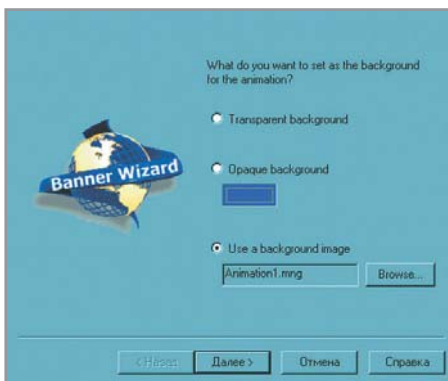 What do you want to set as the background
for the animation?
Transparent background
Opaque background
Banner Wizard
Use a background image
Animation1.mng
Browse...
< Назад
Далее >
Отмена
Справка